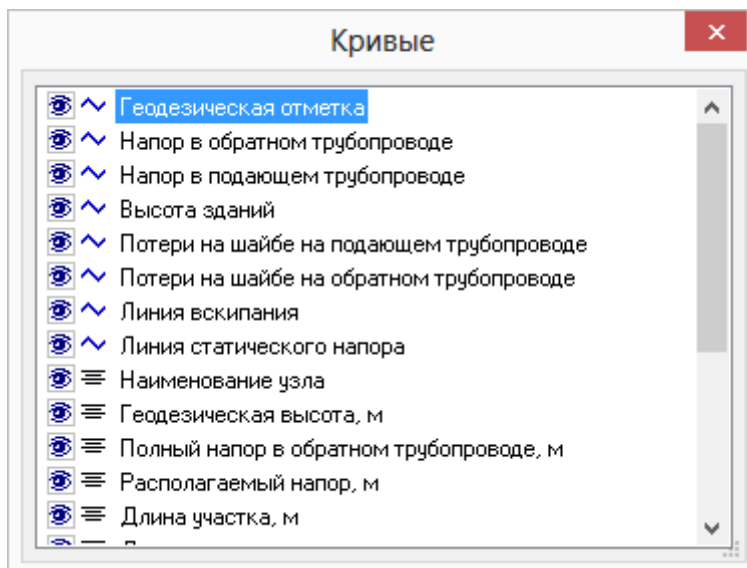 Кривые
Геодезическая отметка
Напор в обратном трубопроводе
Напор в подающем трубопроводе
Высота зданий
Потери на шайбе на подающем трубопроводе
Потери на шайбе на обратном трубопроводе
Линия вскипания
Линия статического напора
Наименование узла
Геодезическая высота, м
Полный напор в обратном трубопроводе, м
Располагаемый напор, м
Длина участка, м